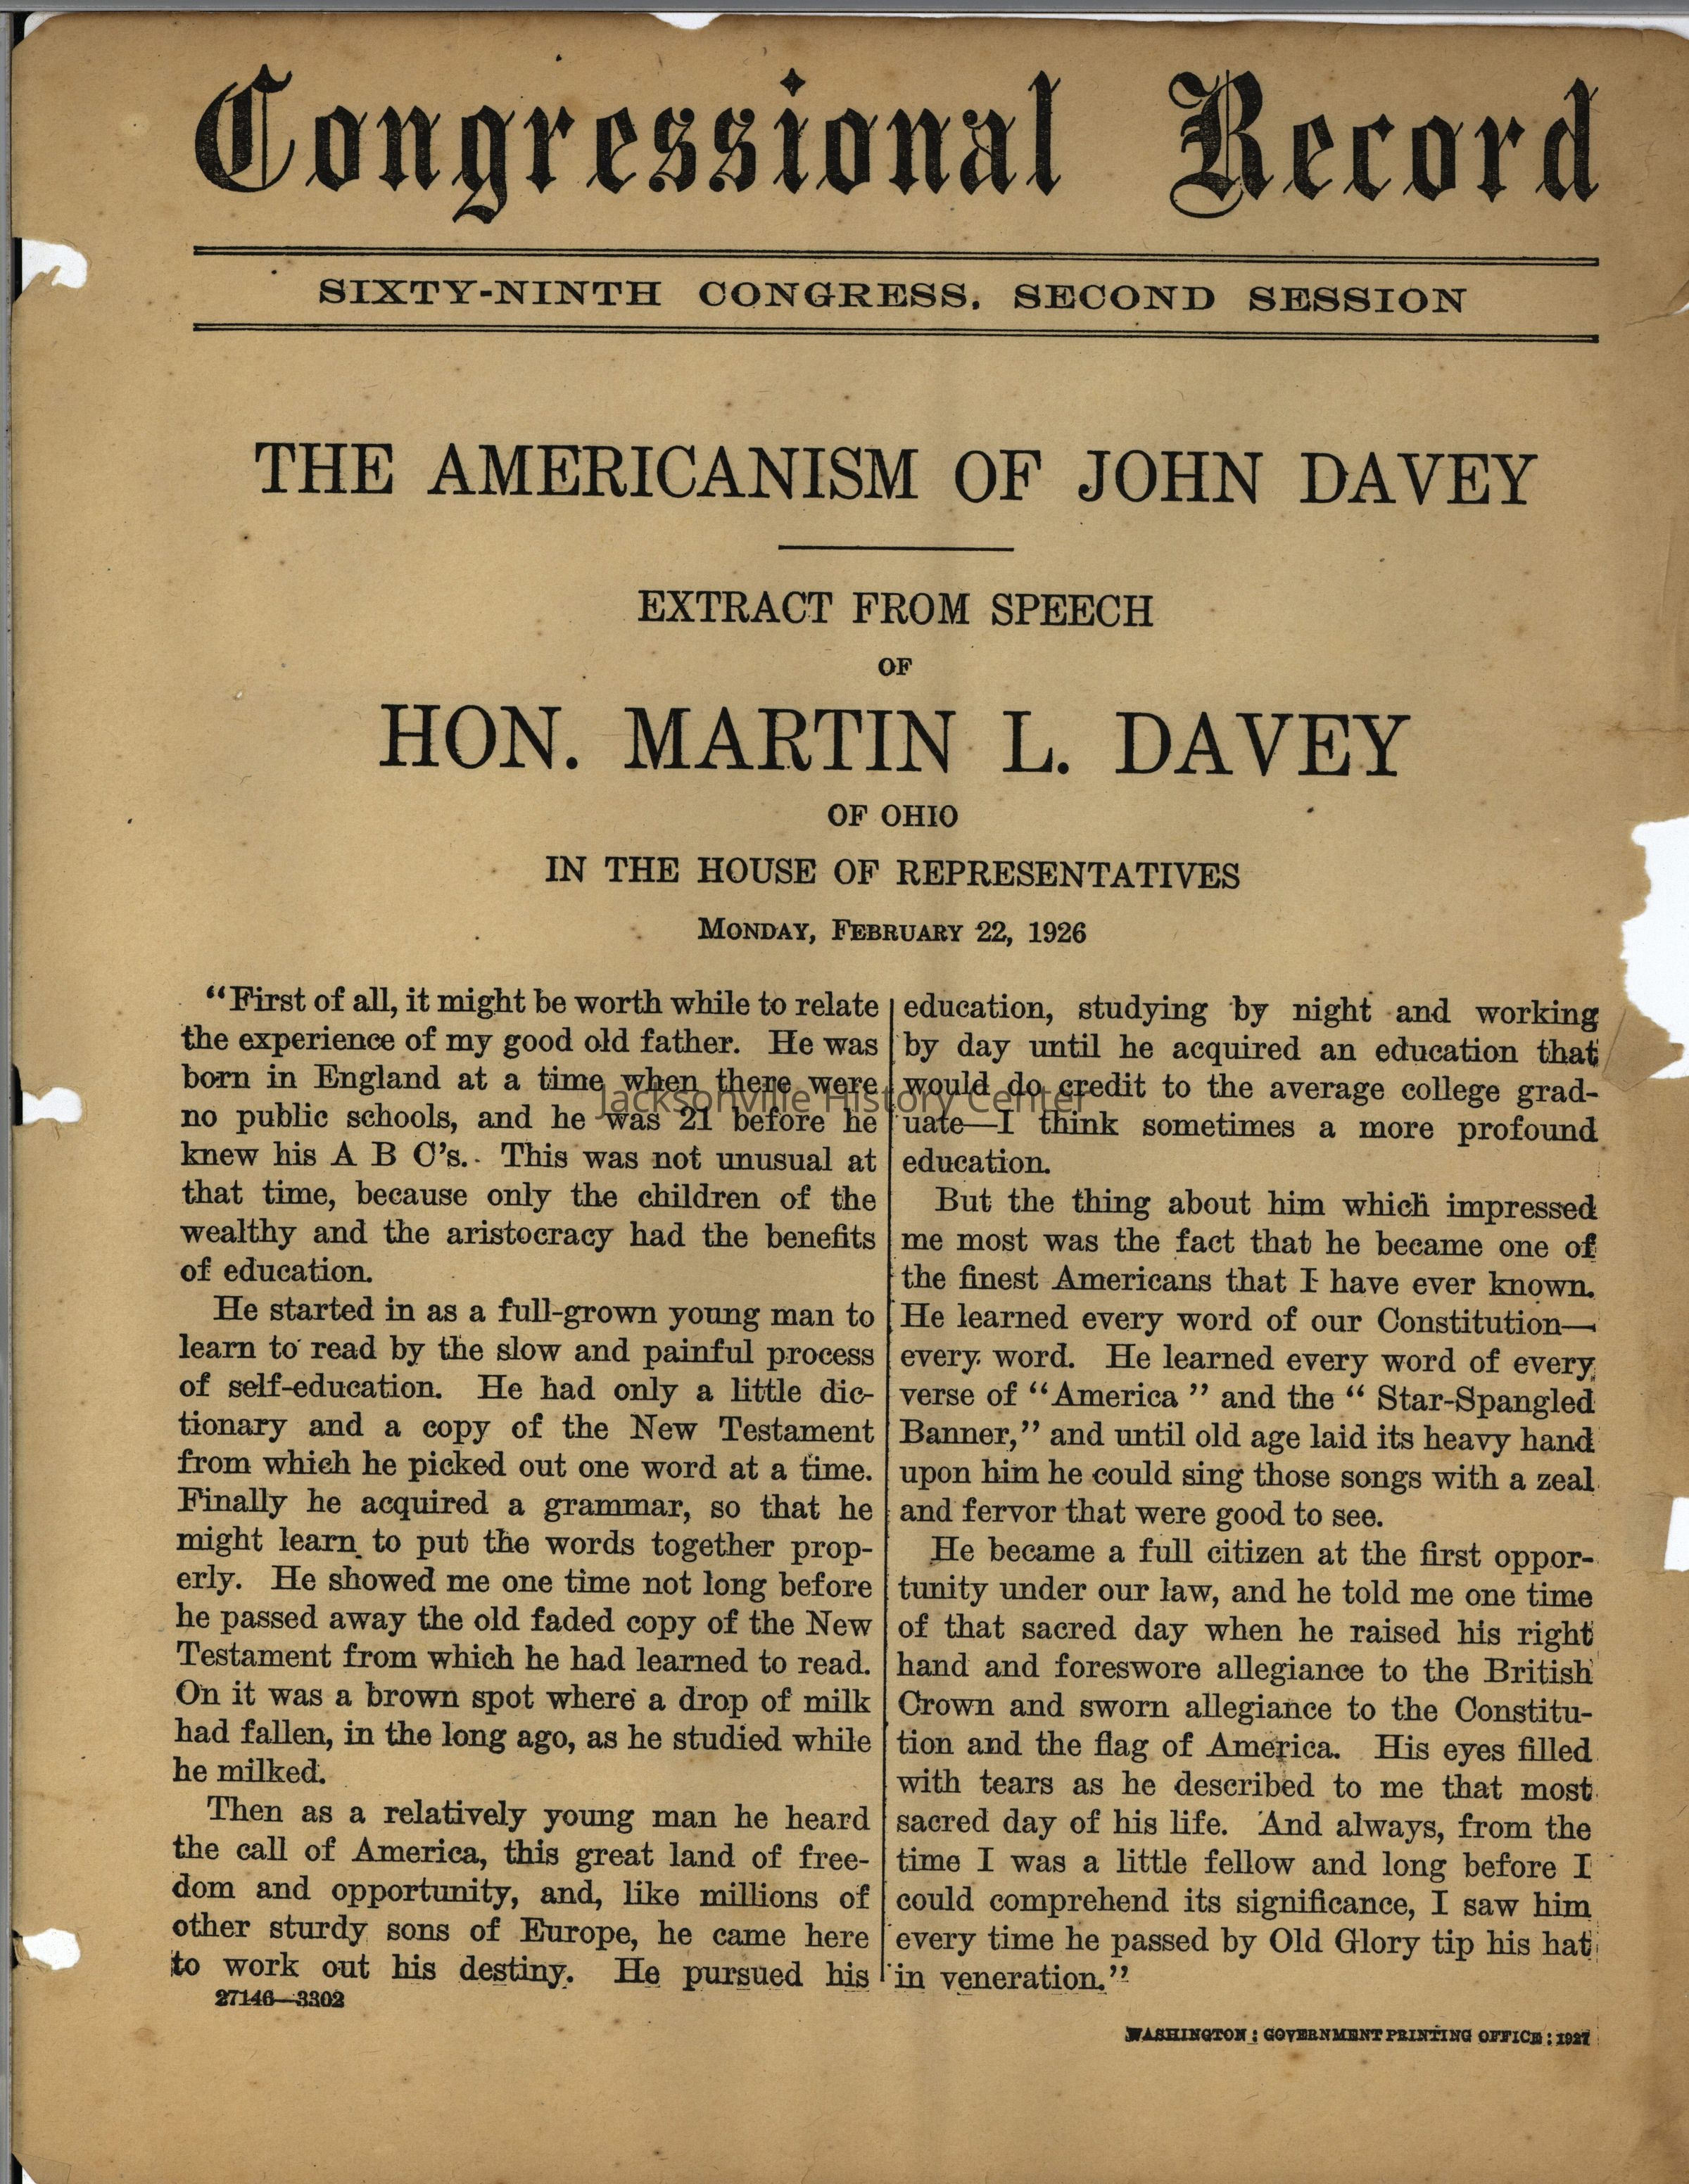 Congressional Record
SIXTY-NINTH CONGRESS, SECOND SESSION
THE AMERICANISM OF JOHN DAVEY
EXTRACT FROM SPEECH
OF
HON. MARTIN L. DAVEY
OF OHIO
IN THE HOUSE OF REPRESENTATIVES
MONDAY, FEBRUARY 22, 1926
"First of all, it might be worth while to relate
the experience of my good old father. He was
born in England at a time when there were
no public schools, and he was 21 before he
knew his A B C's. This was not unusual at
that time, because only the children of the
wealthy and the aristocracy had the benefits
of education.
He started in as a full-grown young man to
learn to read by the slow and painful process
of self-education. He had only a little dic-
tionary and a copy of the New Testament
from which he picked out one word at a time.
Finally he acquired a grammar, so that he
might learn to put the words together prop-
erly. He showed me one time not long before
he passed away the old faded copy of the New
Testament from which he had learned to read.
On it was a brown spot where a drop of milk
had fallen, in the long ago, as he studied while
he milked.
Then as a relatively young man he heard
the call of America, this great land of free-
dom and opportunity, and, like millions of
other sturdy sons of Europe, he came here
to work out his destiny. He pursued his
27146—3302
education, studying by night and working
by day until he acquired an education that
would do credit to the average college grad-
uate—I think sometimes a more profound
education.
But the thing about him which impressed
me most was the fact that he became one of
the finest Americans that I have ever known.
He learned every word of our Constitution—
every word. He learned every word of every
verse of "America" and the "Star-Spangled
Banner," and until old age laid its heavy hand
upon him he could sing those songs with a zeal
and fervor that were good to see.
He became a full citizen at the first oppor-
tunity under our law, and he told me one time
of that sacred day when he raised his right
hand and foreswore allegiance to the British
Crown and sworn allegiance to the Constitu-
tion and the flag of America. His eyes filled
with tears as he described to me that most
sacred day of his life. And always, from the
time I was a little fellow and long before I
could comprehend its significance, I saw him
every time he passed by Old Glory tip his hat
in veneration."
WASHINGTON : GOVERNMENT PRINTING OFFICE : 1927
Jacksonville History Center